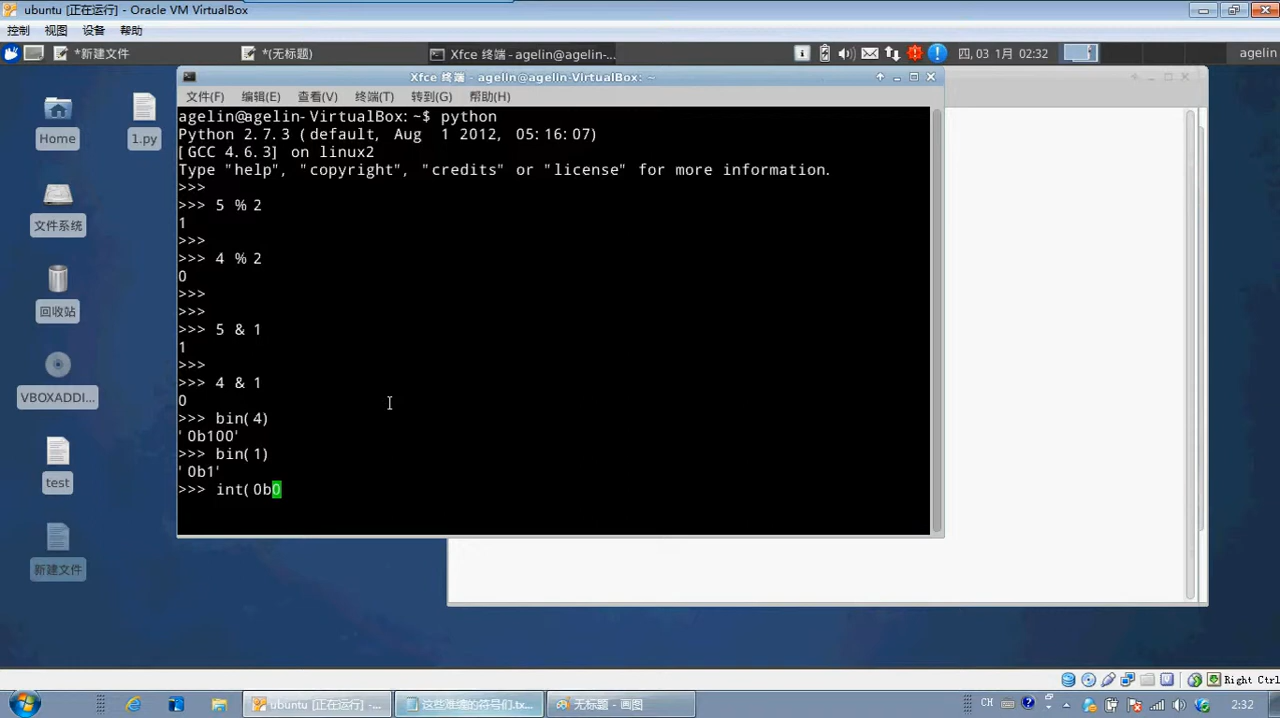 ubuntu [正在运行] - Oracle VM VirtualBox
控制 视图 设备 帮助
*新建文件 *(无标题) Xfce 终端 - agelin@agelin-... 四, 03 1月 02:32 agelin
Xfce 终端 - agelin@agelin-VirtualBox: ~
文件(F) 编辑(E) 查看(V) 终端(T) 转到(G) 帮助(H)
agelin@agelin-VirtualBox:~$ python
Python 2.7.3 (default, Aug  1 2012, 05:16:07)
[GCC 4.6.3] on linux2
Type "help", "copyright", "credits" or "license" for more information.
>>>
>>> 5 % 2
1
>>>
>>> 4 % 2
0
>>>
>>>
>>> 5 & 1
1
>>>
>>> 4 & 1
0
>>> bin(4)
'0b100'
>>> bin(1)
'0b1'
>>> int(0b0
Home
1.py
文件系统
回收站
VBOXADDI...
test
新建文件
Right Ctrl
ubuntu [正在运行] -... 这些难缠的符号们.tx... 无标题 - 画图 CH 2:32